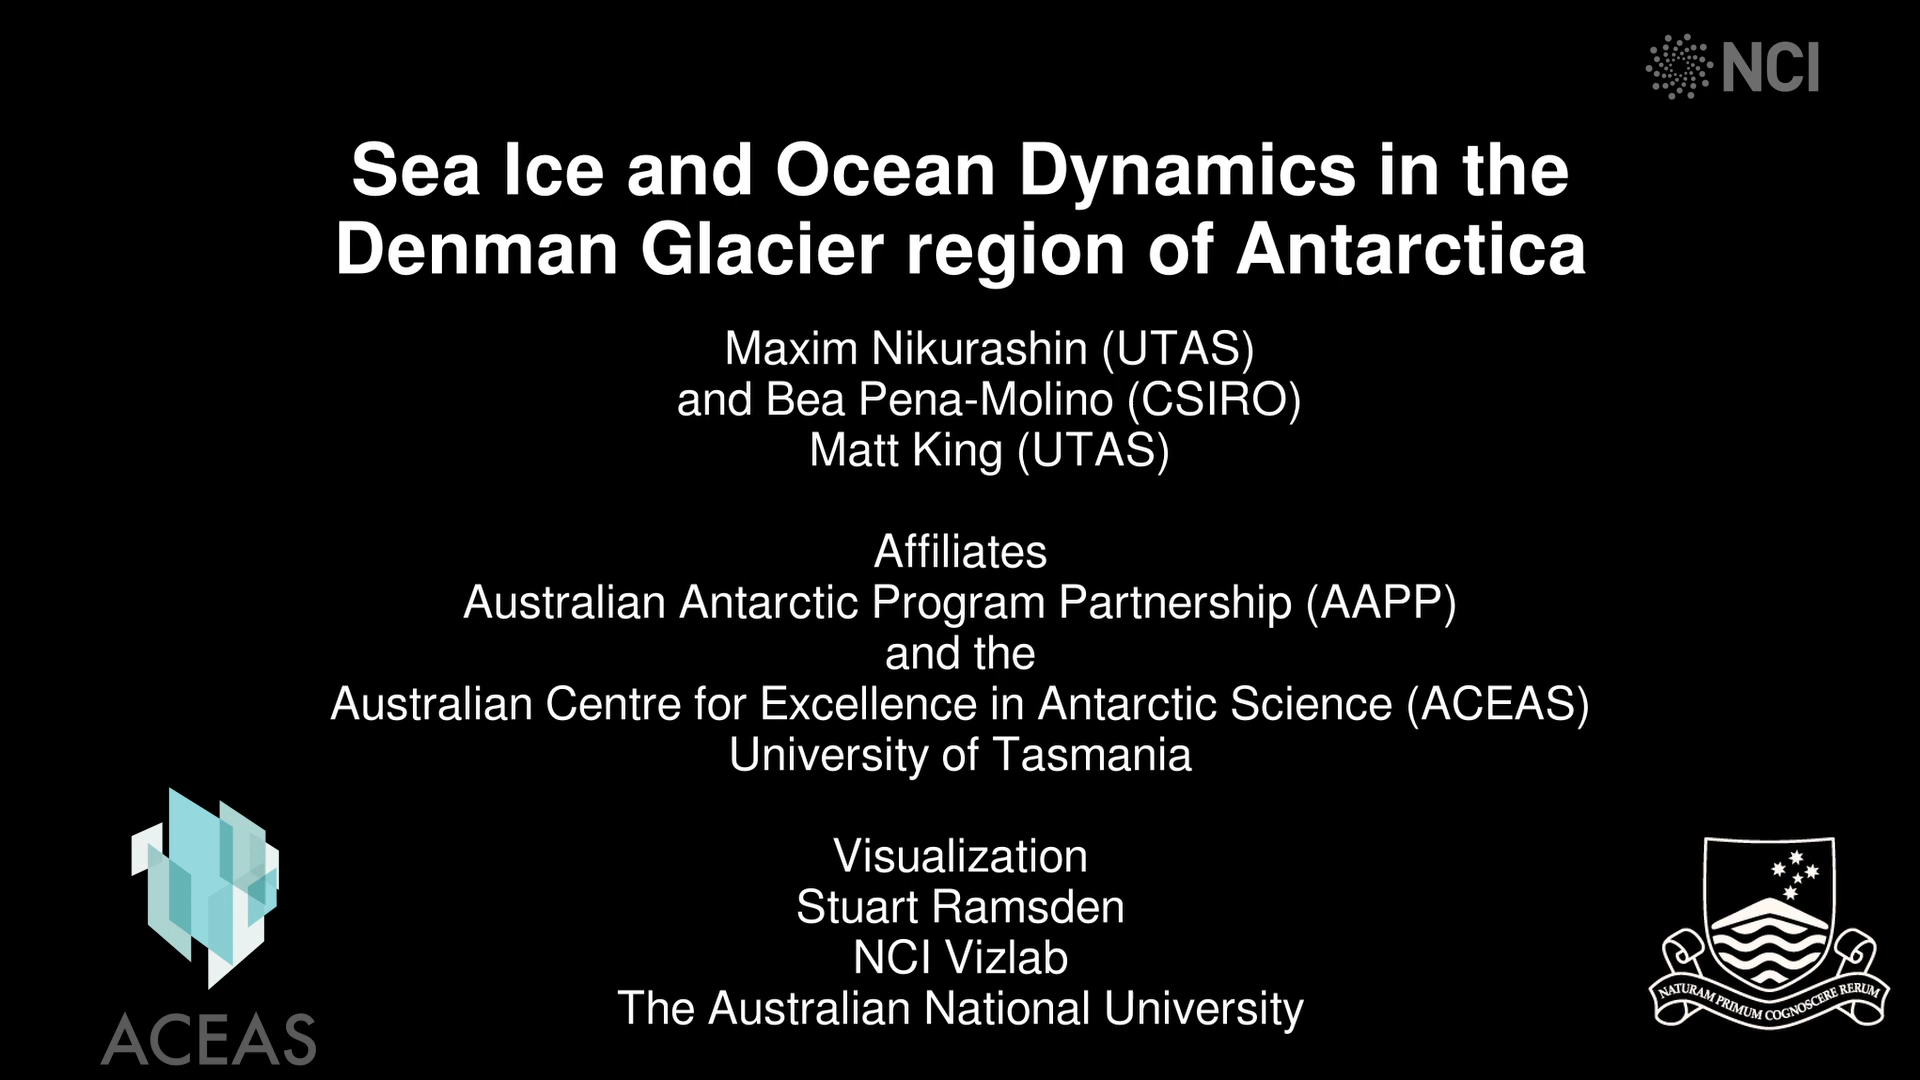 NCI
Sea Ice and Ocean Dynamics in the
Denman Glacier region of Antarctica
Maxim Nikurashin (UTAS)
and Bea Pena-Molino (CSIRO)
Matt King (UTAS)
Affiliates
Australian Antarctic Program Partnership (AAPP)
and the
Australian Centre for Excellence in Antarctic Science (ACEAS)
University of Tasmania
Visualization
Stuart Ramsden
NCI Vizlab
The Australian National University
ACEAS
NATURAM PRIMUM COGNOSCERE RERUM